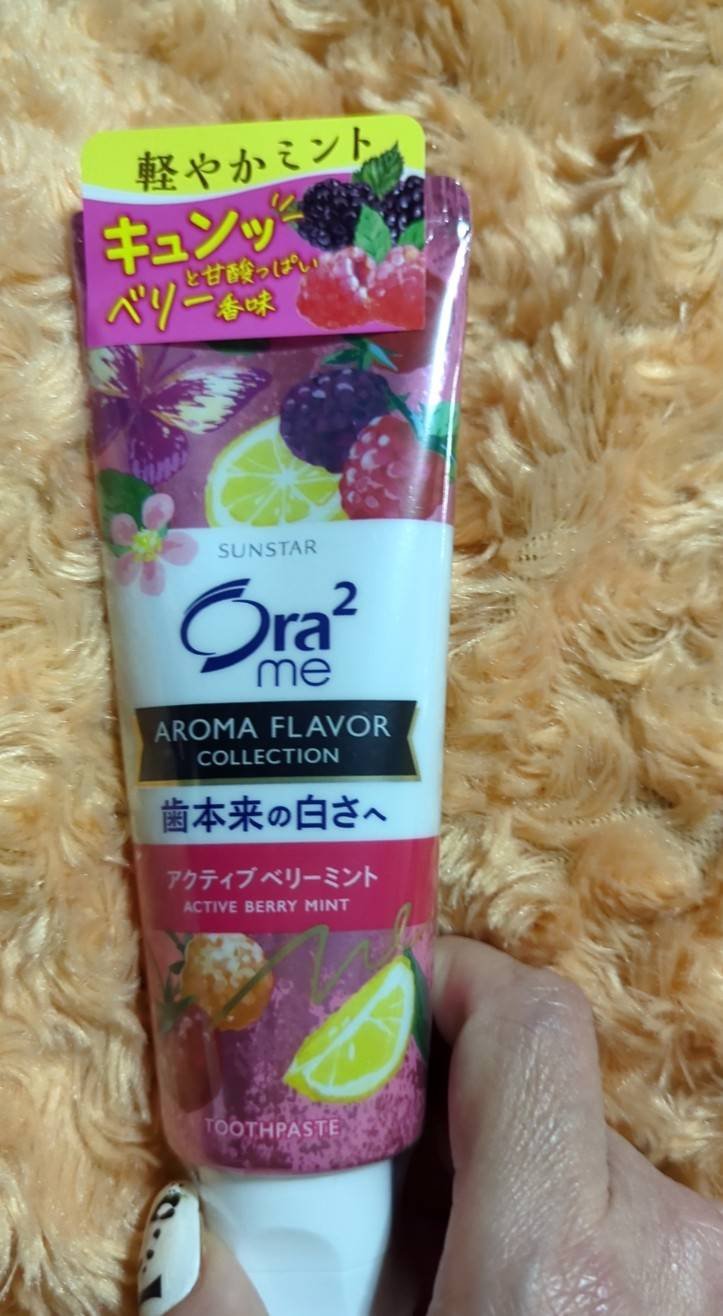 軽やかミント
キュンッ
と甘酸っぱい
ベリー香味
SUNSTAR
Ora²
me
AROMA FLAVOR
COLLECTION
歯本来の白さへ
アクティブベリーミント
ACTIVE BERRY MINT
TOOTHPASTE